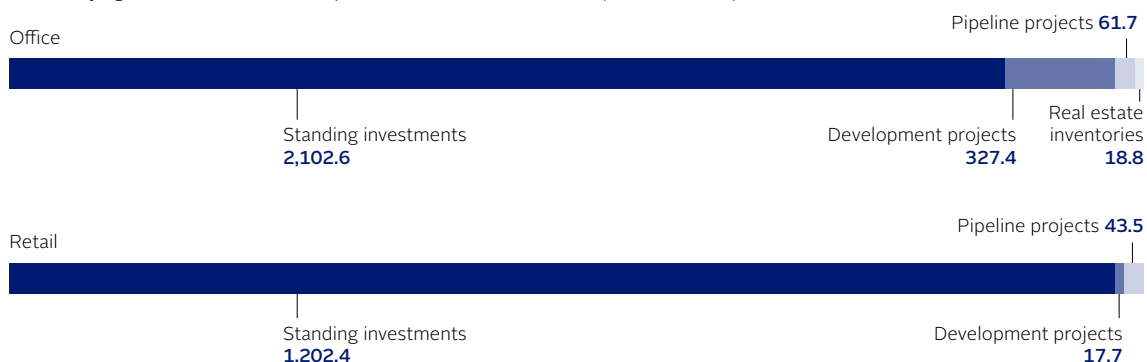 Pipeline projects 61.7
Office
Standing investments
2,102.6
Development projects
327.4
Real estate
inventories
18.8
Pipeline projects 43.5
Retail
Standing investments
1,202.4
Development projects
17.7